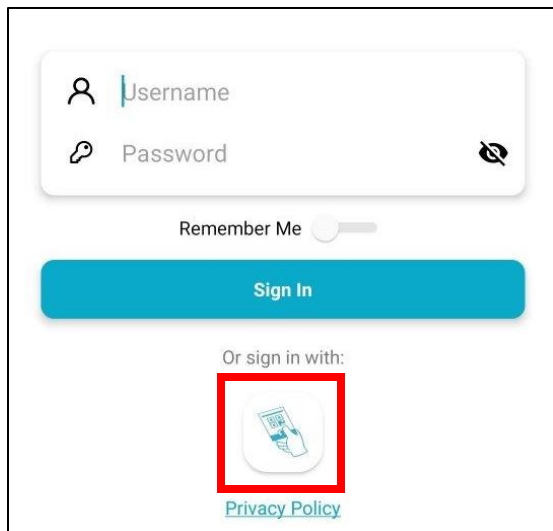 Username
Password
Remember Me
Sign In
Or sign in with:
Privacy Policy